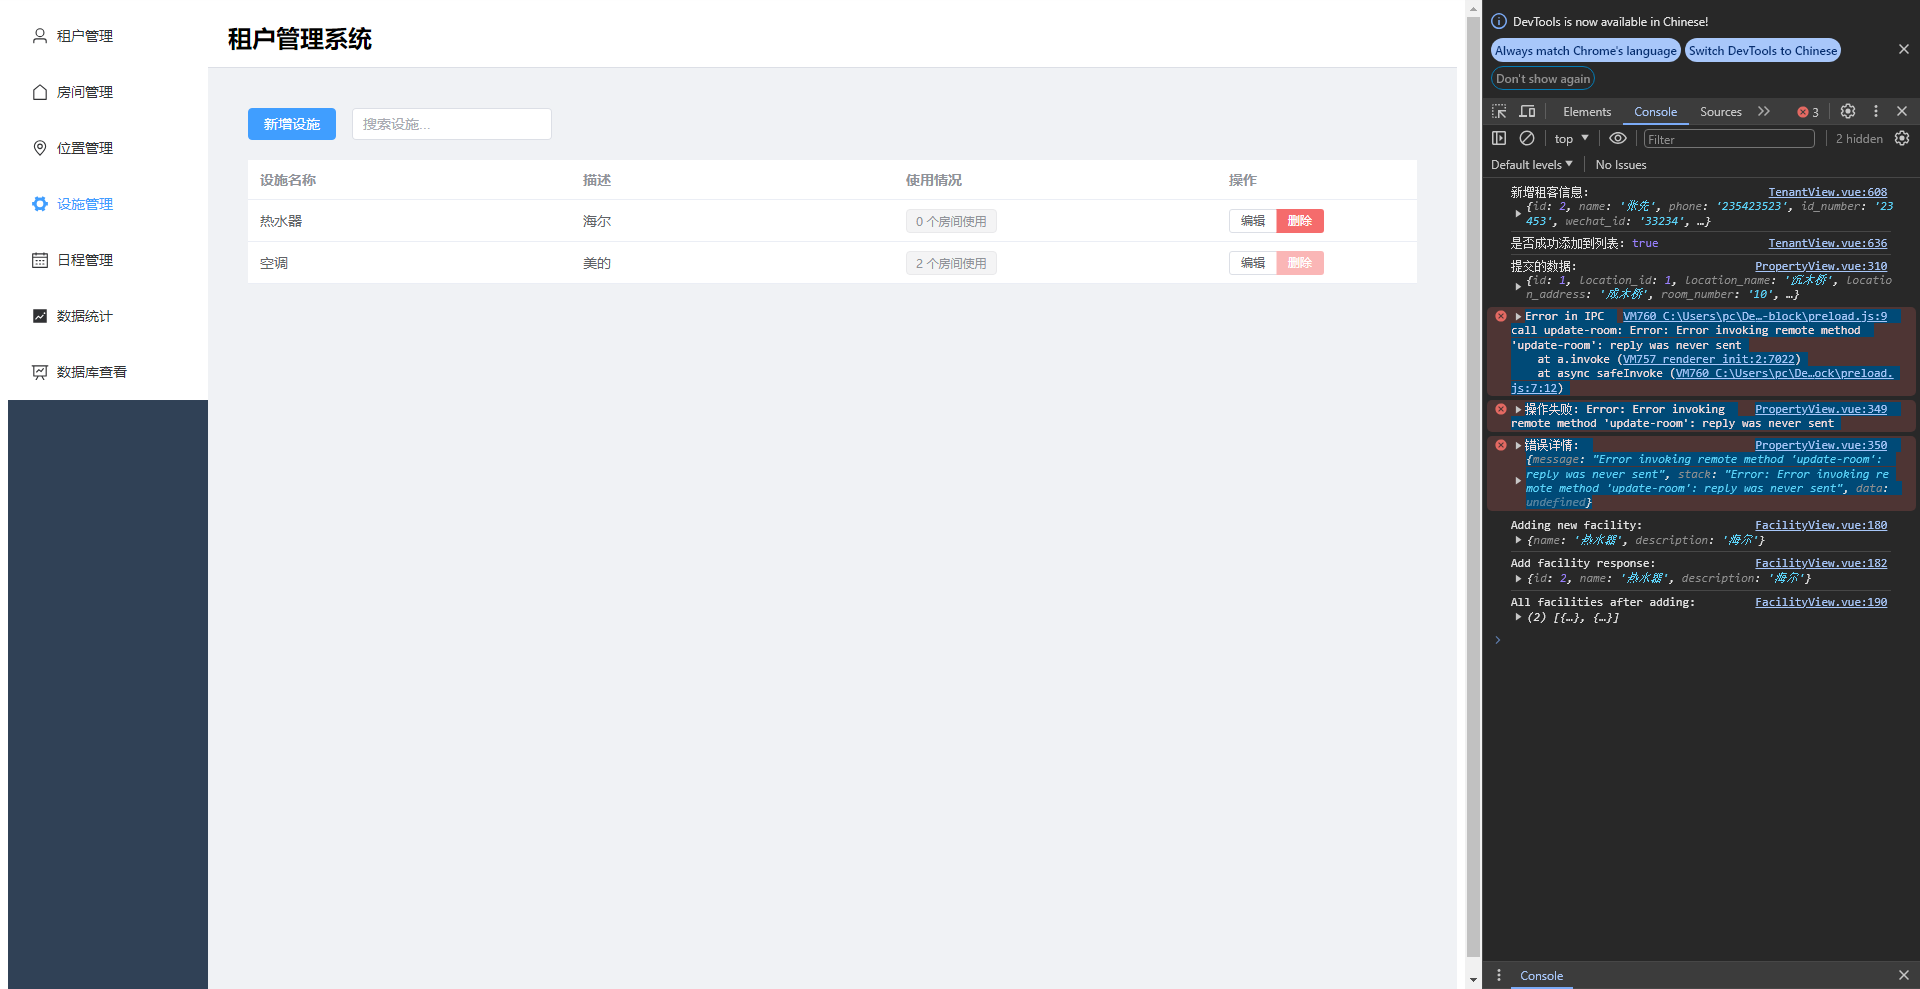 租户管理
房间管理
位置管理
设施管理
日程管理
数据统计
数据库查看
租户管理系统
新增设施
搜索设施...
设施名称 描述 使用情况 操作
热水器 海尔 0 个房间使用 编辑 删除
空调 美的 2 个房间使用 编辑 删除
DevTools is now available in Chinese!
Always match Chrome's language
Switch DevTools to Chinese
Don't show again
Elements Console Sources 3
top Filter 2 hidden
Default levels No Issues
新增租客信息: TenantView.vue:608
{id: 2, name: '张先', phone: '235423523', id_number: '23
453', wechat_id: '33234', …}
是否成功添加到列表: true TenantView.vue:636
提交的数据: PropertyView.vue:310
{id: 1, location_id: 1, location_name: '沉木桥', locatio
n_address: '成木桥', room_number: '10', …}
Error in IPC VM760 C:\Users\pc\De…-block\preload.js:9
call update-room: Error: Error invoking remote method
'update-room': reply was never sent
at a.invoke (VM757 renderer_init:2:7022)
at async safeInvoke (VM760 C:\Users\pc\De…ock\preload.
js:7:12)
操作失败: Error: Error invoking PropertyView.vue:349
remote method 'update-room': reply was never sent
错误详情: PropertyView.vue:350
{message: "Error invoking remote method 'update-room':
reply was never sent", stack: "Error: Error invoking re
mote method 'update-room': reply was never sent", data:
undefined}
Adding new facility: FacilityView.vue:180
{name: '热水器', description: '海尔'}
Add facility response: FacilityView.vue:182
{id: 2, name: '热水器', description: '海尔'}
All facilities after adding: FacilityView.vue:190
(2) [{…}, {…}]
Console